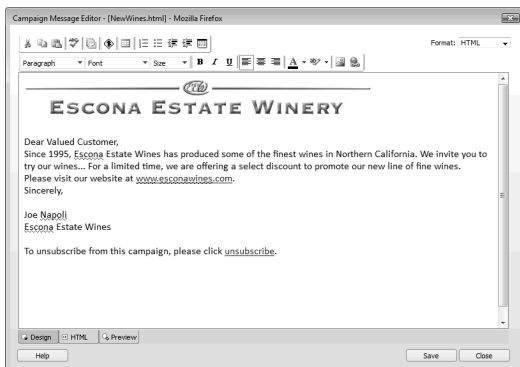 Campaign Message Editor - [NewWines.html] - Mozilla Firefox
Format: HTML
Paragraph Font Size B I U A
ESCONA ESTATE WINERY
Dear Valued Customer,
Since 1995, Escona Estate Wines has produced some of the finest wines in Northern California. We invite you to
try our wines... For a limited time, we are offering a select discount to promote our new line of fine wines.
Please visit our website at www.esconawines.com.
Sincerely,
Joe Napoli
Escona Estate Wines
To unsubscribe from this campaign, please click unsubscribe.
Design HTML Preview
Help Save Close